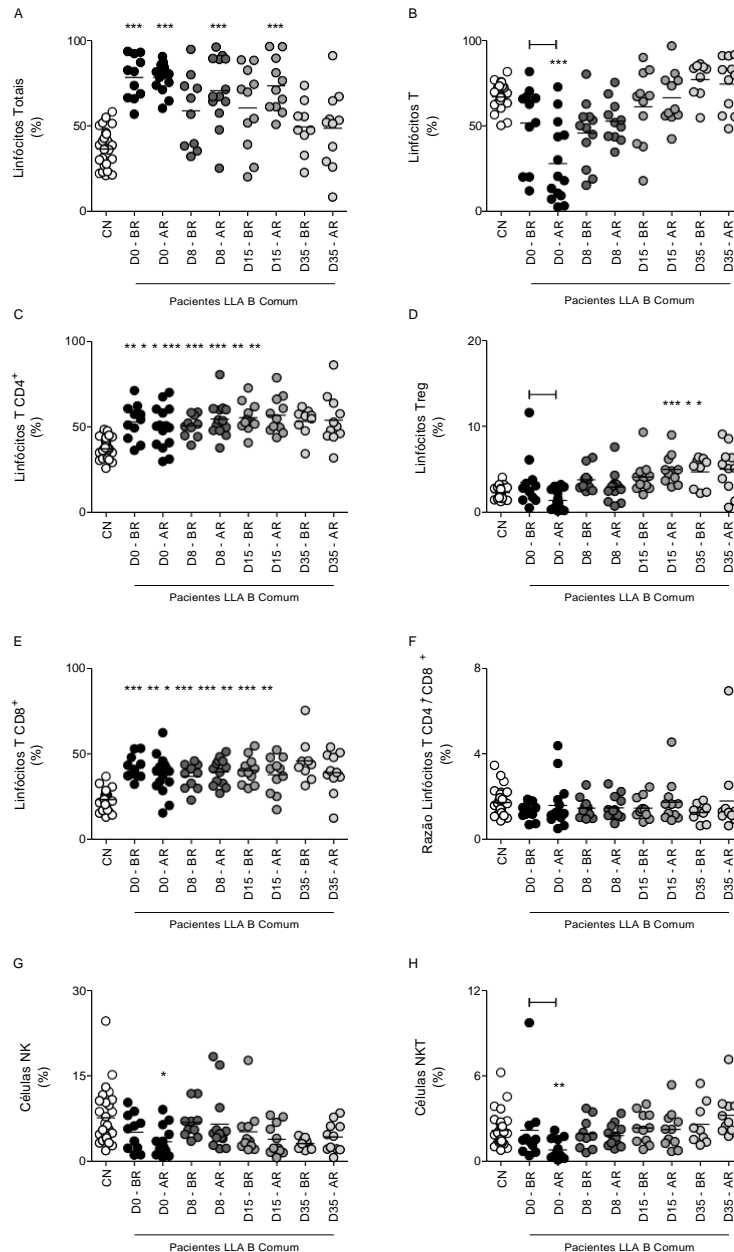 A
*** *** *** ***
Linfócitos Totais
(%)
100
50
0
CN
D0 - BR
D0 - AR
D8 - BR
D8 - AR
D15 - BR
D15 - AR
D35 - BR
D35 - AR
Pacientes LLA B Comum
B
***
Linfócitos T
(%)
100
50
0
CN
D0 - BR
D0 - AR
D8 - BR
D8 - AR
D15 - BR
D15 - AR
D35 - BR
D35 - AR
Pacientes LLA B Comum
C
** * * *** *** *** ** **
Linfócitos T CD4+
(%)
100
50
0
CN
D0 - BR
D0 - AR
D8 - BR
D8 - AR
D15 - BR
D15 - AR
D35 - BR
D35 - AR
Pacientes LLA B Comum
D
*** * *
Linfócitos Treg
(%)
20
10
0
CN
D0 - BR
D0 - AR
D8 - BR
D8 - AR
D15 - BR
D15 - AR
D35 - BR
D35 - AR
Pacientes LLA B Comum
E
*** ** * *** *** ** *** **
Linfócitos T CD8+
(%)
100
50
0
CN
D0 - BR
D0 - AR
D8 - BR
D8 - AR
D15 - BR
D15 - AR
D35 - BR
D35 - AR
Pacientes LLA B Comum
F
Razão Linfócitos T CD4+/ CD8+
(%)
8
4
0
CN
D0 - BR
D0 - AR
D8 - BR
D8 - AR
D15 - BR
D15 - AR
D35 - BR
D35 - AR
Pacientes LLA B Comum
G
*
Células NK
(%)
30
15
0
CN
D0 - BR
D0 - AR
D8 - BR
D8 - AR
D15 - BR
D15 - AR
D35 - BR
D35 - AR
Pacientes LLA B Comum
H
**
Células NKT
(%)
12
6
0
CN
D0 - BR
D0 - AR
D8 - BR
D8 - AR
D15 - BR
D15 - AR
D35 - BR
D35 - AR
Pacientes LLA B Comum